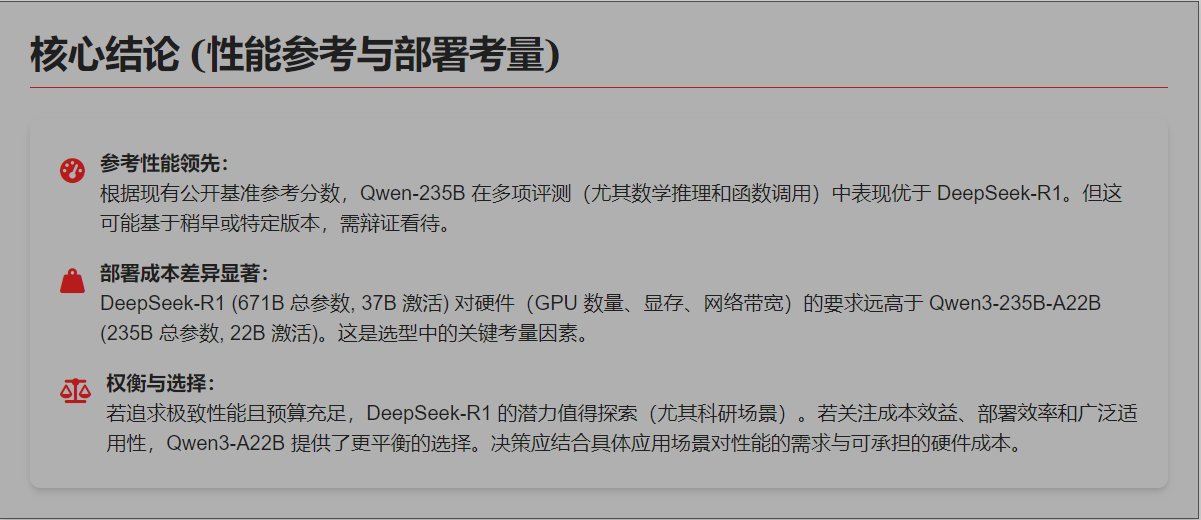 核心结论 (性能参考与部署考量)
参考性能领先：
根据现有公开基准参考分数，Qwen-235B 在多项评测（尤其数学推理和函数调用）中表现优于 DeepSeek-R1。但这
可能基于稍早或特定版本，需辩证看待。
部署成本差异显著：
DeepSeek-R1 (671B 总参数, 37B 激活) 对硬件（GPU 数量、显存、网络带宽）的要求远高于 Qwen3-235B-A22B
(235B 总参数, 22B 激活)。这是选型中的关键考量因素。
权衡与选择：
若追求极致性能且预算充足，DeepSeek-R1 的潜力值得探索（尤其科研场景）。若关注成本效益、部署效率和广泛适
用性，Qwen3-A22B 提供了更平衡的选择。决策应结合具体应用场景对性能的需求与可承担的硬件成本。